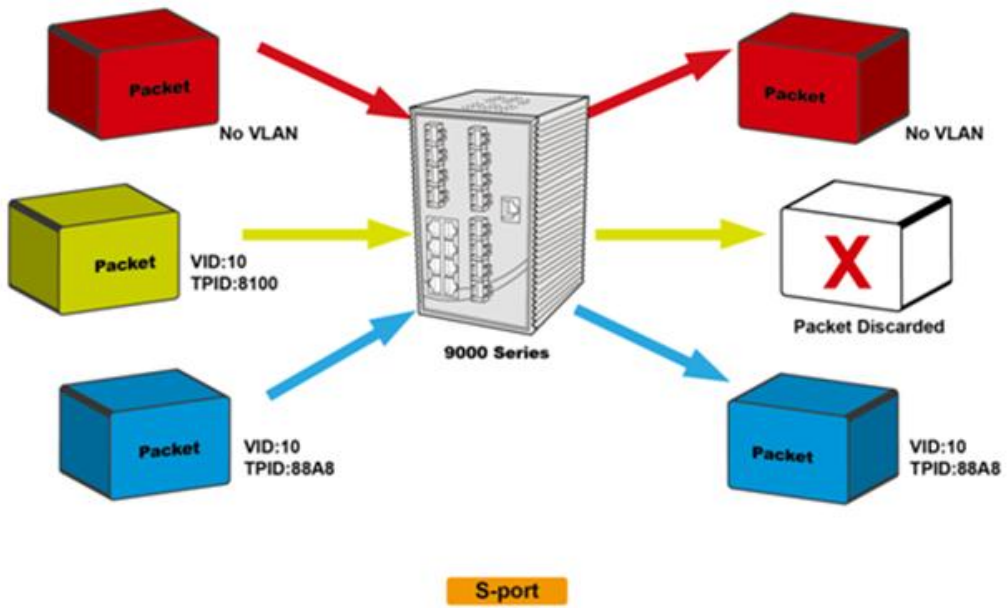 Packet
No VLAN
Packet
No VLAN
Packet
VID:10
TPID:8100
X
Packet Discarded
9000 Series
Packet
VID:10
TPID:88A8
Packet
VID:10
TPID:88A8
S-port